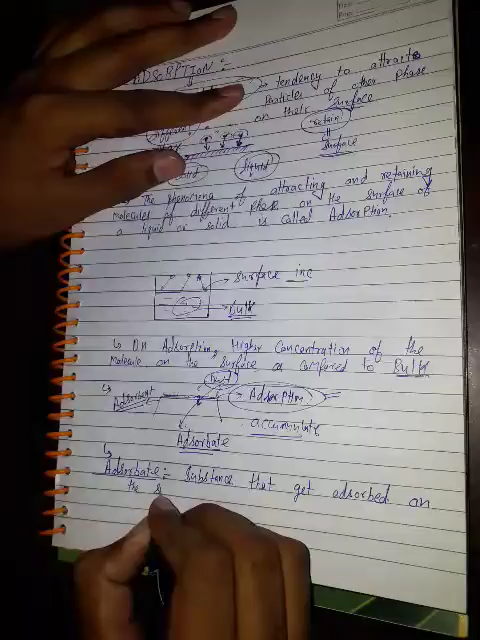 ADSORPTION :-
→ tendency to attract
particles of other phase
on their surface
retain
surface
liquid
the phenomena of attracting and retaining
molecules of different phase on the surface of
a liquid or solid is called Adsorption.
→ surface inc
→ bulk
↳ On Adsorption, Higher Concentration of the
Molecule on the surface as compared to Bulk
↳ Adsorbent
→ Adsorption =
accumulate
Adsorbate
↳ Adsorbate :- Substance that get adsorbed on
the s